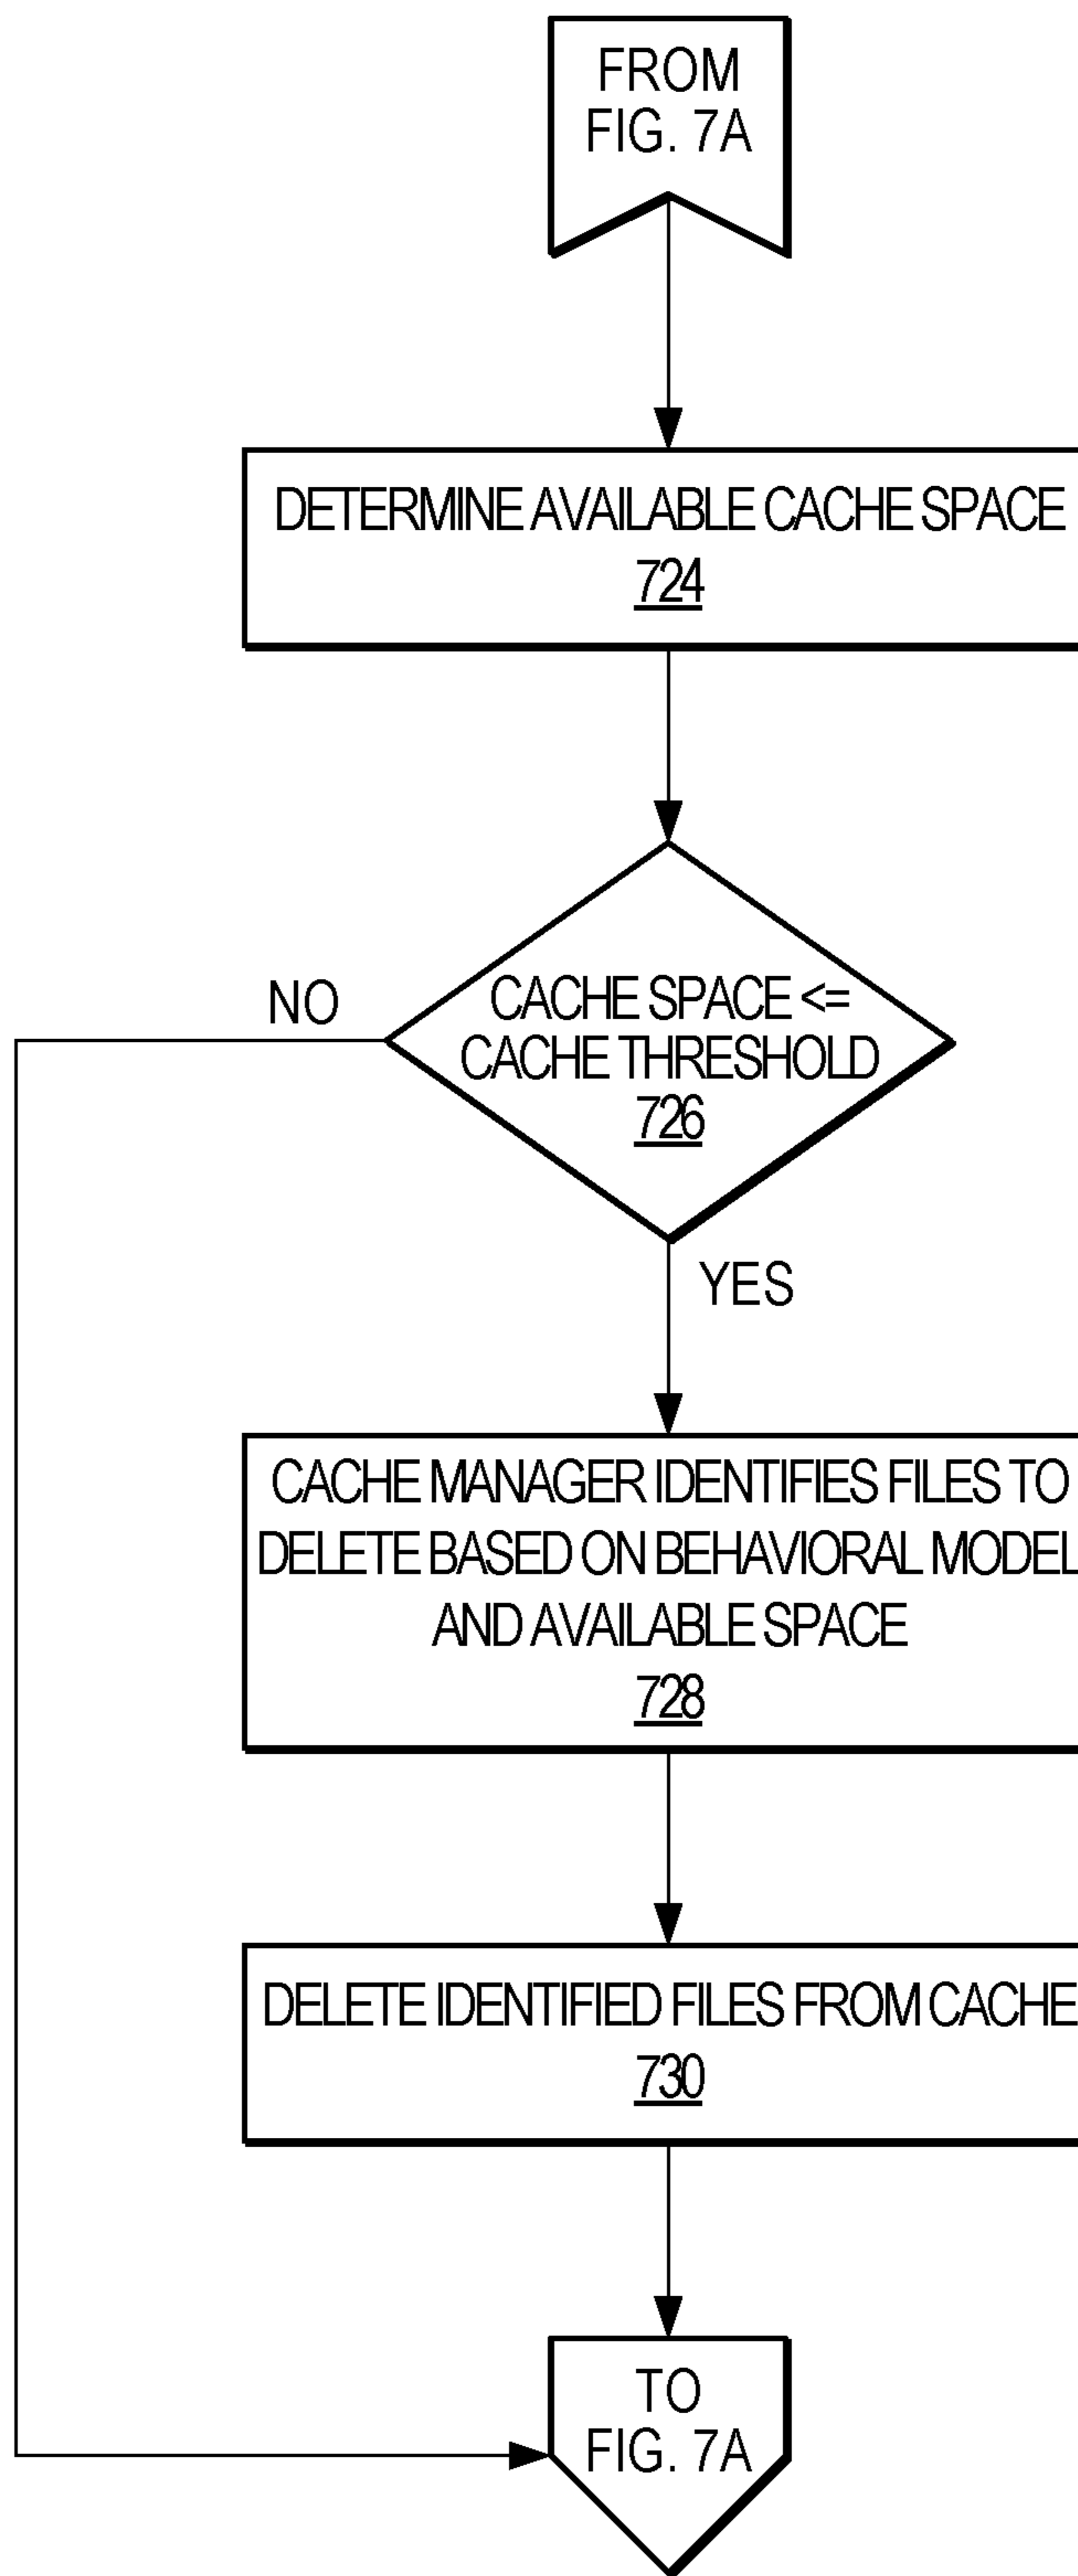 FROM
FIG. 7A
DETERMINE AVAILABLE CACHE SPACE
724
CACHE SPACE <=
CACHE THRESHOLD
726
NO
YES
CACHE MANAGER IDENTIFIES FILES TO
DELETE BASED ON BEHAVIORAL MODEL
AND AVAILABLE SPACE
728
DELETE IDENTIFIED FILES FROM CACHE
730
TO
FIG. 7A